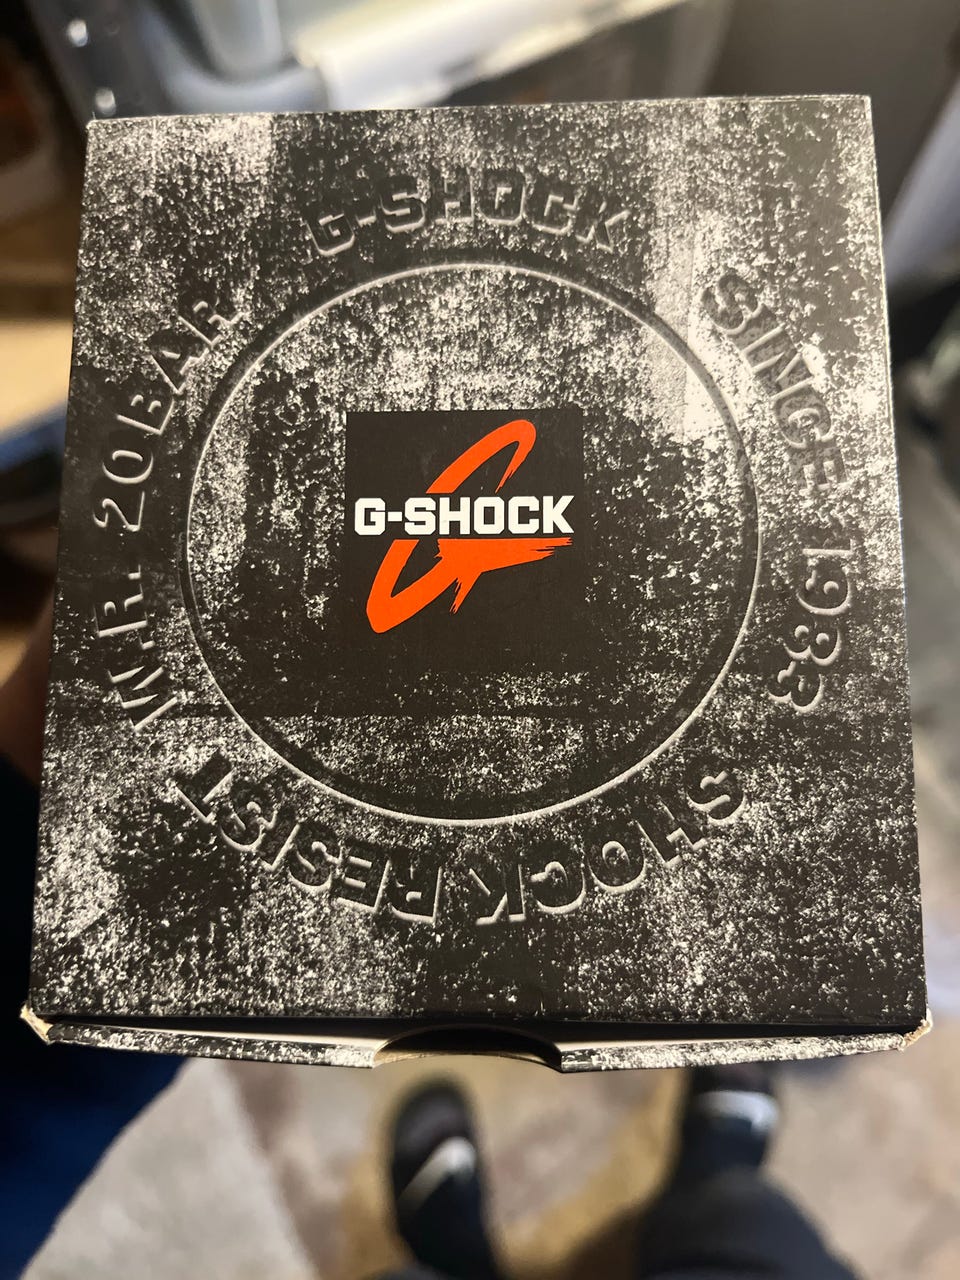 G-SHOCK
SINCE 1983
SHOCK RESIST
W.R. 20BAR
G-SHOCK